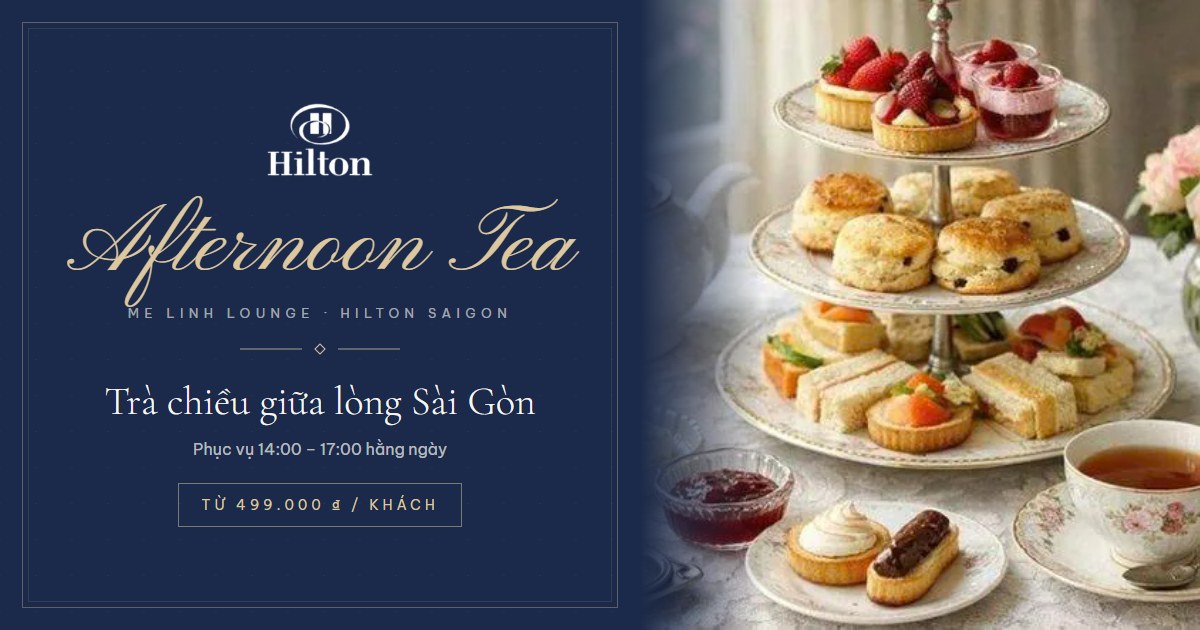 Hilton
Afternoon Tea
ME LINH LOUNGE · HILTON SAIGON
Trà chiều giữa lòng Sài Gòn
Phục vụ 14:00 – 17:00 hằng ngày
TỪ 499.000 ₫ / KHÁCH